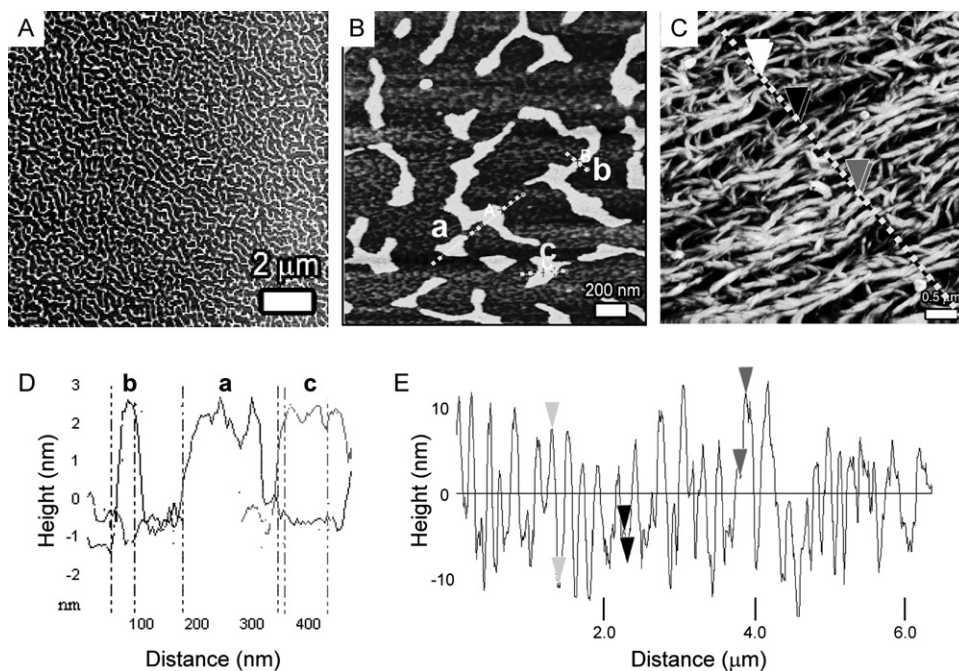 A
2 μm
B
b
a
A
C
200 nm
C
0.5 μm
D
b
a
c
Height (nm)
3
2
1
0
-1
-2
nm
100
200
300
400
Distance (nm)
E
Height (nm)
10
0
-10
2.0
4.0
6.0
Distance (μm)